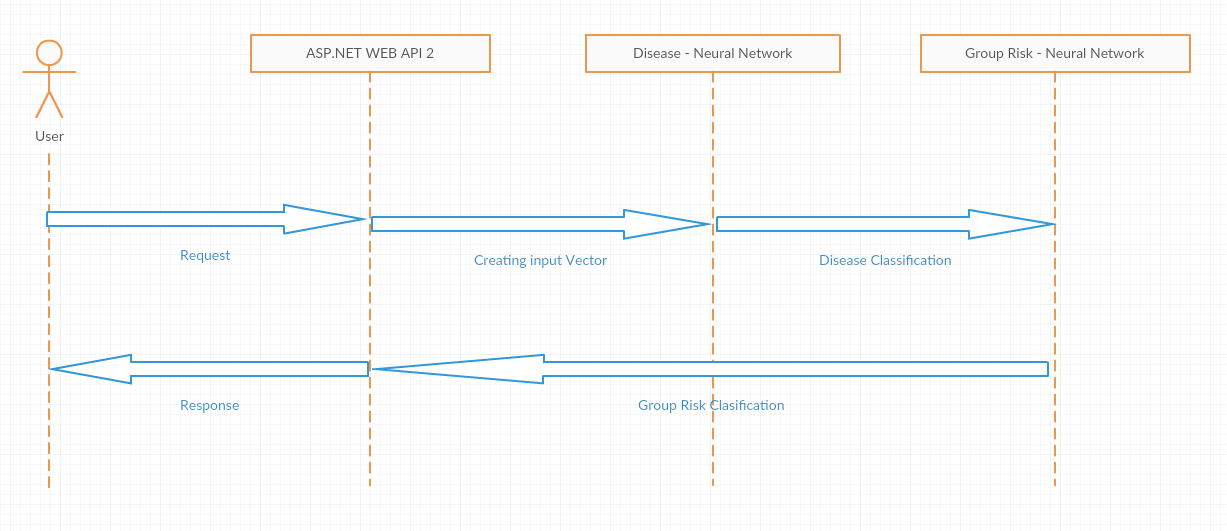 ASP.NET WEB API 2
Disease - Neural Network
Group Risk - Neural Network
User
Request
Creating input Vector
Disease Classification
Response
Group Risk Clasification